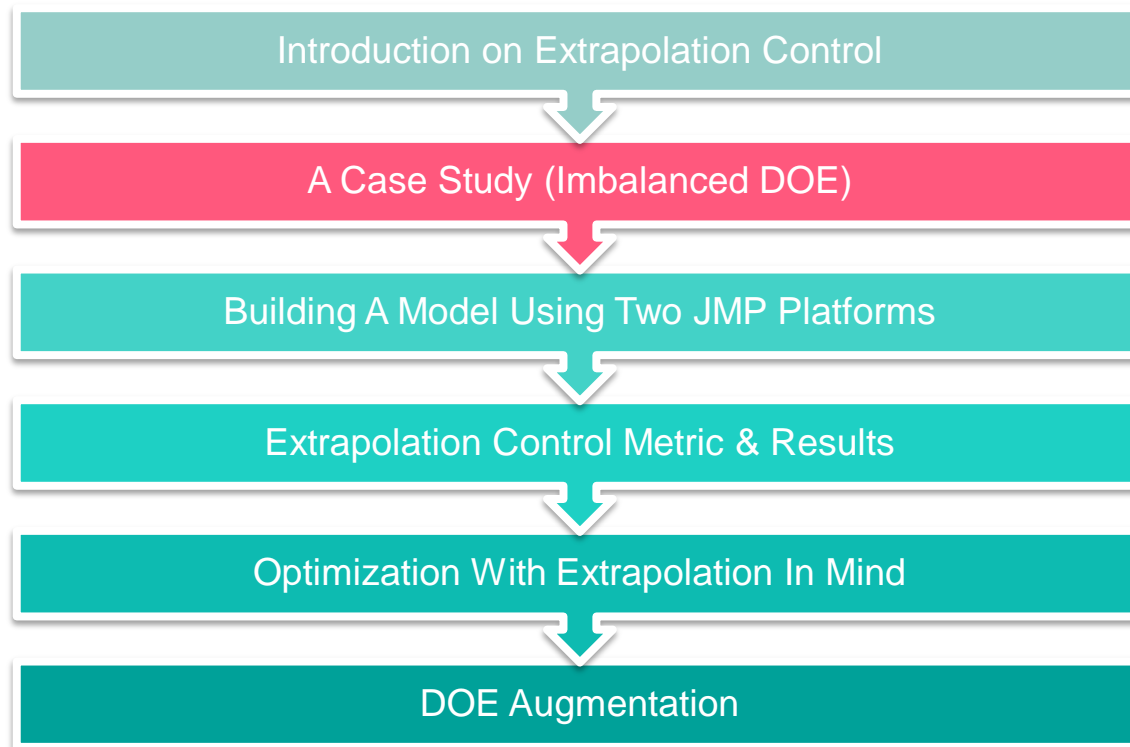 Introduction on Extrapolation Control
A Case Study (Imbalanced DOE)
Building A Model Using Two JMP Platforms
Extrapolation Control Metric & Results
Optimization With Extrapolation In Mind
DOE Augmentation